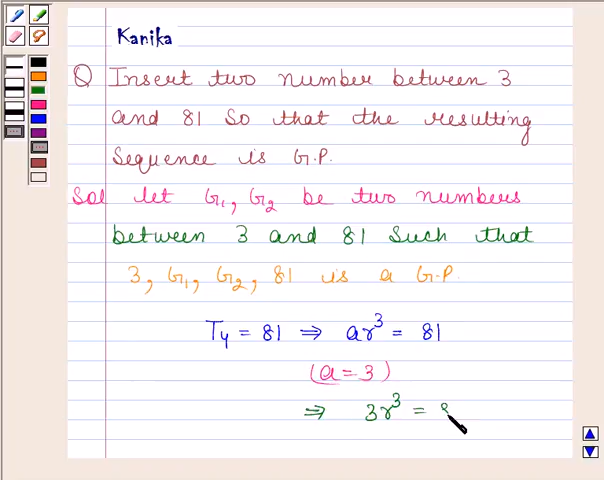 Kanika
Q Insert two number between 3
and 81 So that the resulting
Sequence is G.P.
Sol let G₁, G₂ be two numbers
between 3 and 81 Such that
3, G₁, G₂, 81 is a G.P.
T₄ = 81 ⇒ ar³ = 81
(a = 3)
⇒ 3r³ =